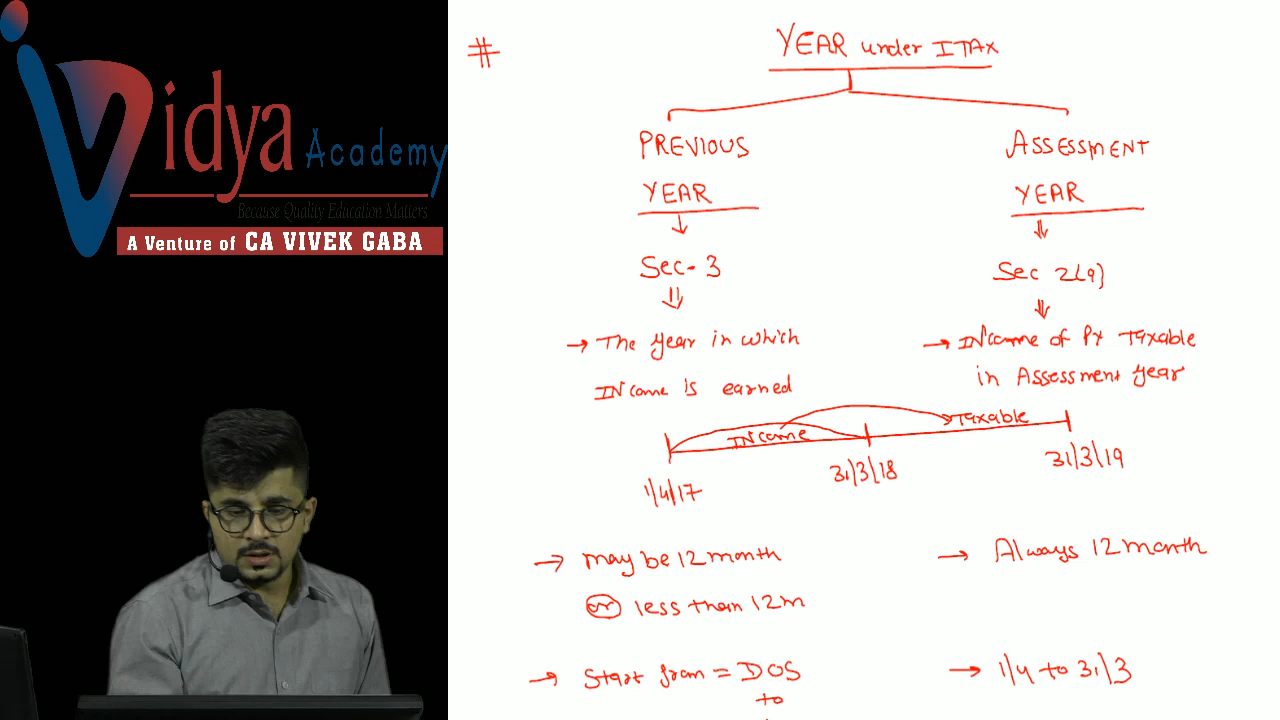 Vidya Academy
Because Quality Education Matters
A Venture of CA VIVEK GABA
# YEAR under ITAX
PREVIOUS
YEAR
Sec - 3
→ The year in which
INcome is earned
ASSESSMENT
YEAR
Sec 2(9)
→ INcome of PY Taxable
in Assessment year
INcome
Taxable
1/4/17
31/3/18
31/3/19
→ may be 12 month
or less than 12m
→ Always 12 month
→ Start from = DOS
to
→ 1/4 to 31/3